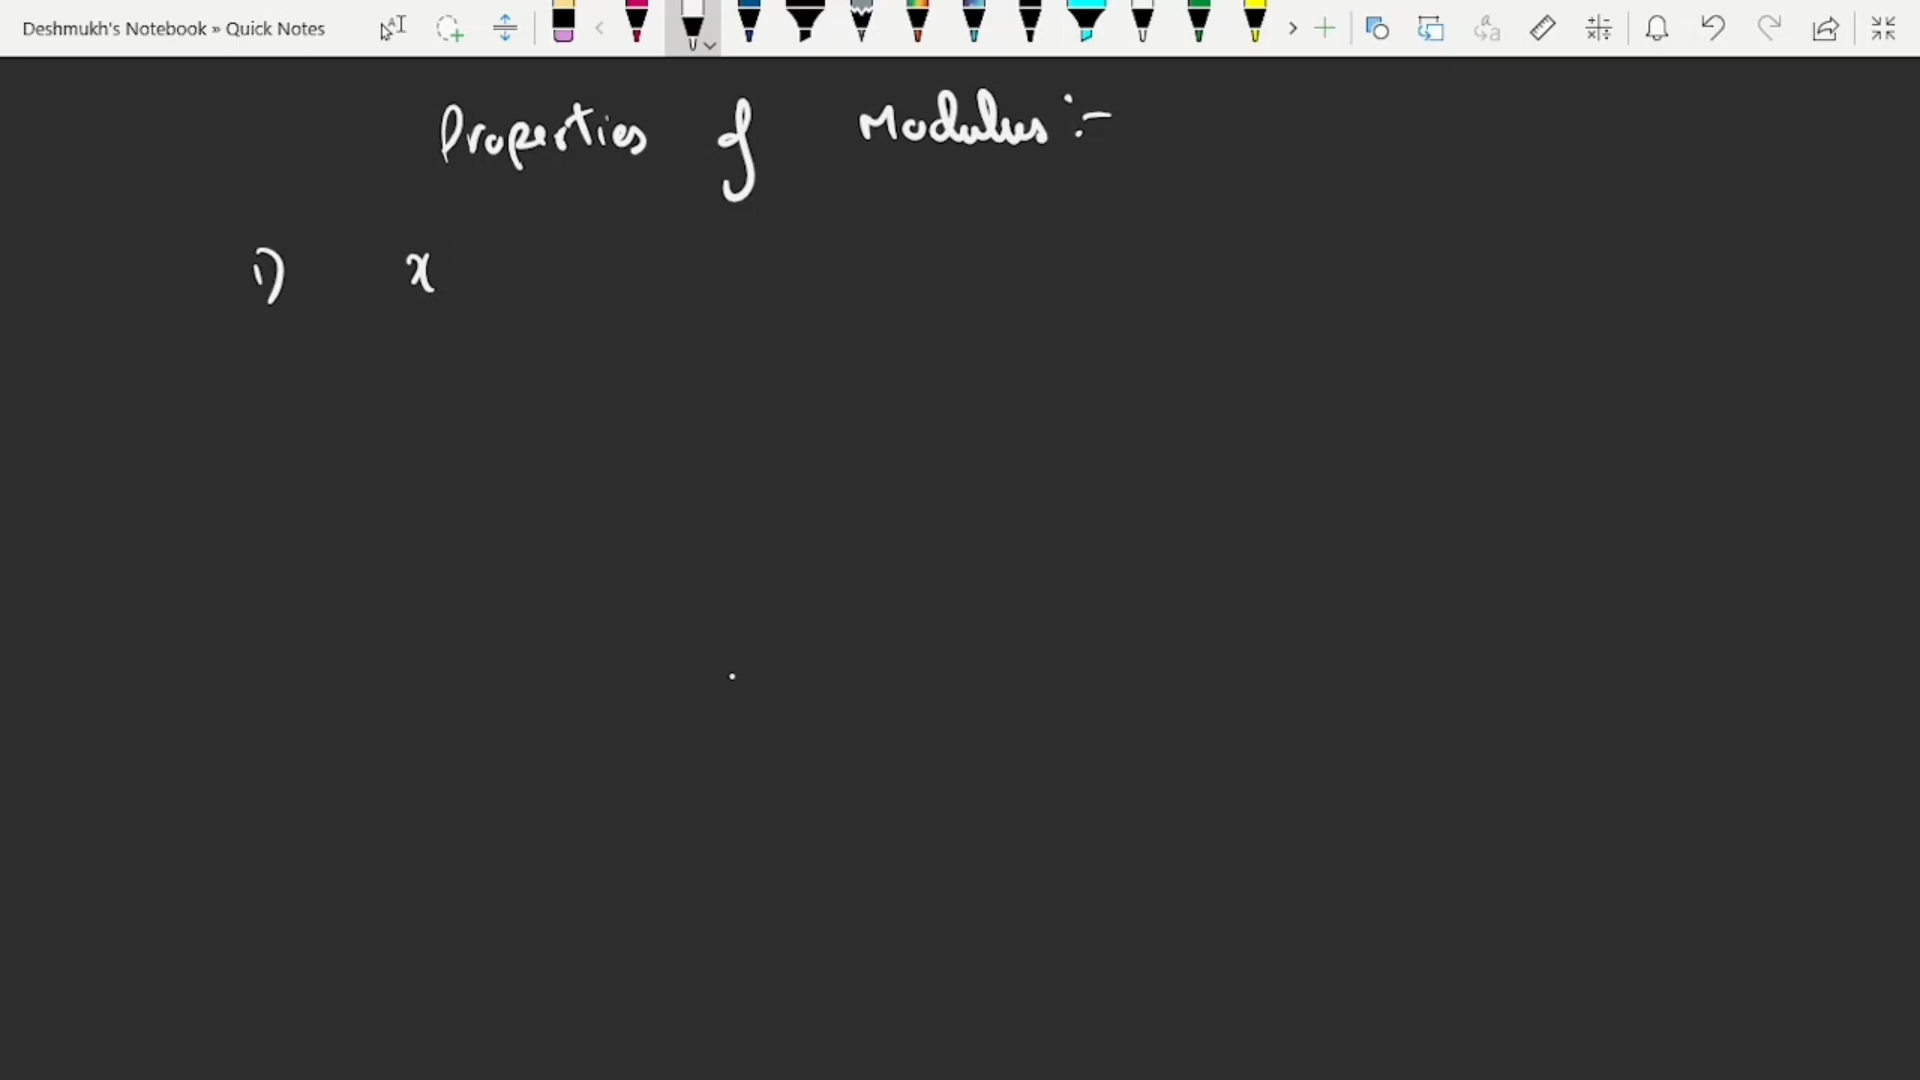 Deshmukh's Notebook » Quick Notes
Properties of Modulus :-
1) x